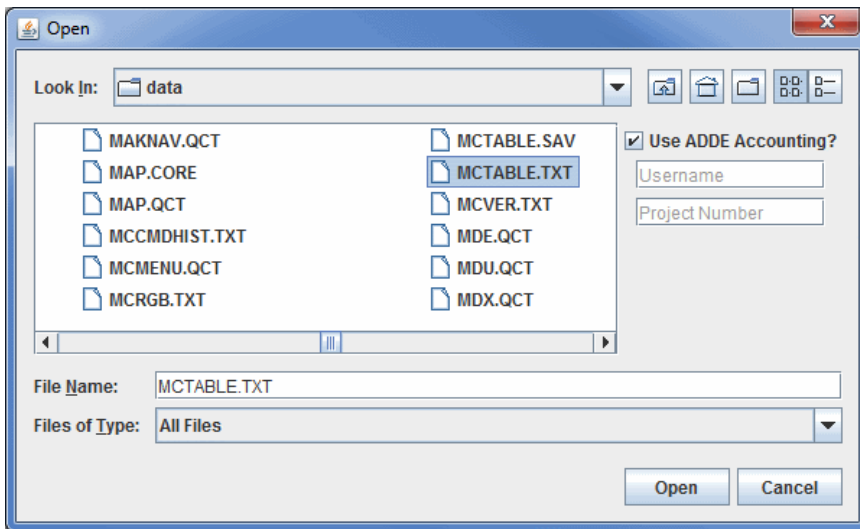 Open
Look In: data
MAKNAV.QCT
MAP.CORE
MAP.QCT
MCCMDHIST.TXT
MCMENU.QCT
MCRGB.TXT
MCTABLE.SAV
MCTABLE.TXT
MCVER.TXT
MDE.QCT
MDU.QCT
MDX.QCT
Use ADDE Accounting?
Username
Project Number
File Name: MCTABLE.TXT
Files of Type: All Files
Open Cancel